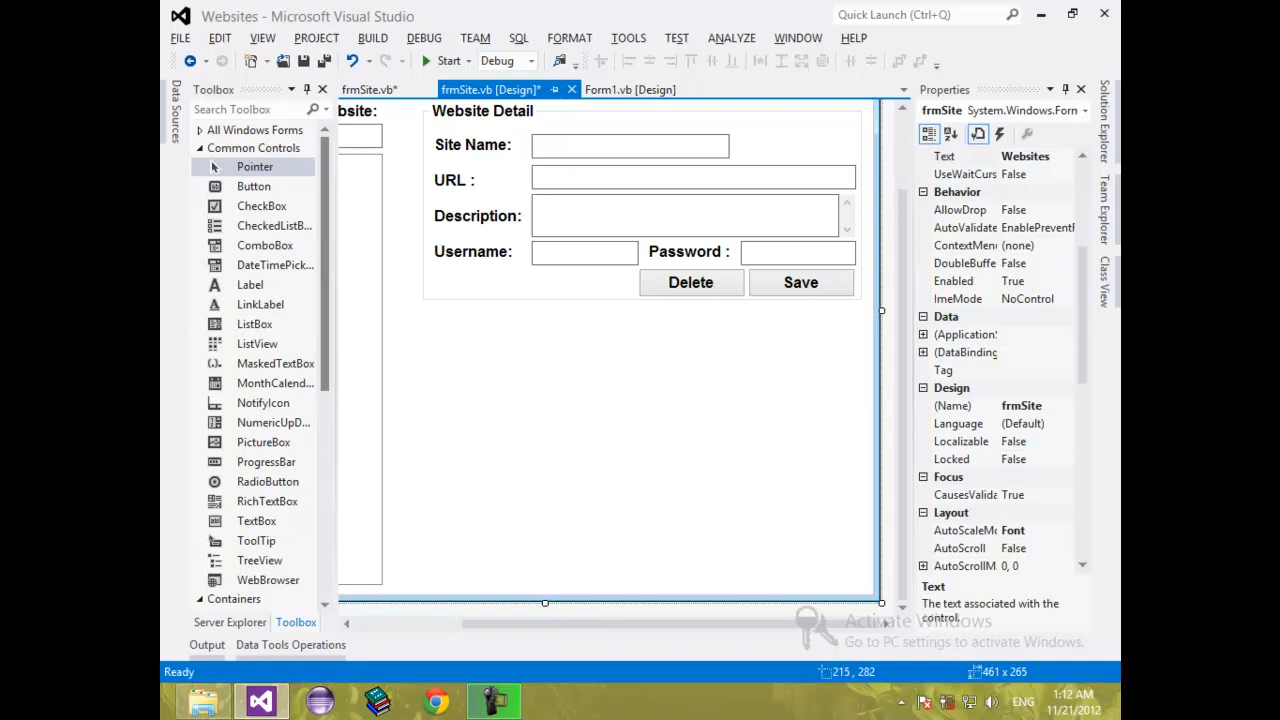 Websites - Microsoft Visual Studio
Quick Launch (Ctrl+Q)
FILE EDIT VIEW PROJECT BUILD DEBUG TEAM SQL FORMAT TOOLS TEST ANALYZE WINDOW HELP
Start Debug
Data Sources
Toolbox
Search Toolbox
All Windows Forms
Common Controls
Pointer
Button
CheckBox
CheckedListB...
ComboBox
DateTimePick...
Label
LinkLabel
ListBox
ListView
MaskedTextBox
MonthCalend...
NotifyIcon
NumericUpD...
PictureBox
ProgressBar
RadioButton
RichTextBox
TextBox
ToolTip
TreeView
WebBrowser
Containers
Server Explorer Toolbox
Output Data Tools Operations
frmSite.vb* frmSite.vb [Design]* Form1.vb [Design]
bsite:
Website Detail
Site Name:
URL :
Description:
Username: Password :
Delete Save
Properties
frmSite System.Windows.Form
Text Websites
UseWaitCurs False
Behavior
AllowDrop False
AutoValidate EnablePreventF
ContextMenu (none)
DoubleBuffe False
Enabled True
ImeMode NoControl
Data
(ApplicationS
(DataBinding
Tag
Design
(Name) frmSite
Language (Default)
Localizable False
Locked False
Focus
CausesValida True
Layout
AutoScaleMo Font
AutoScroll False
AutoScrollM 0, 0
Text
The text associated with the
control.
Solution Explorer
Team Explorer
Class View
Activate Windows
Go to PC settings to activate Windows.
Ready 215 , 282 461 x 265
ENG
1:12 AM
11/21/2012